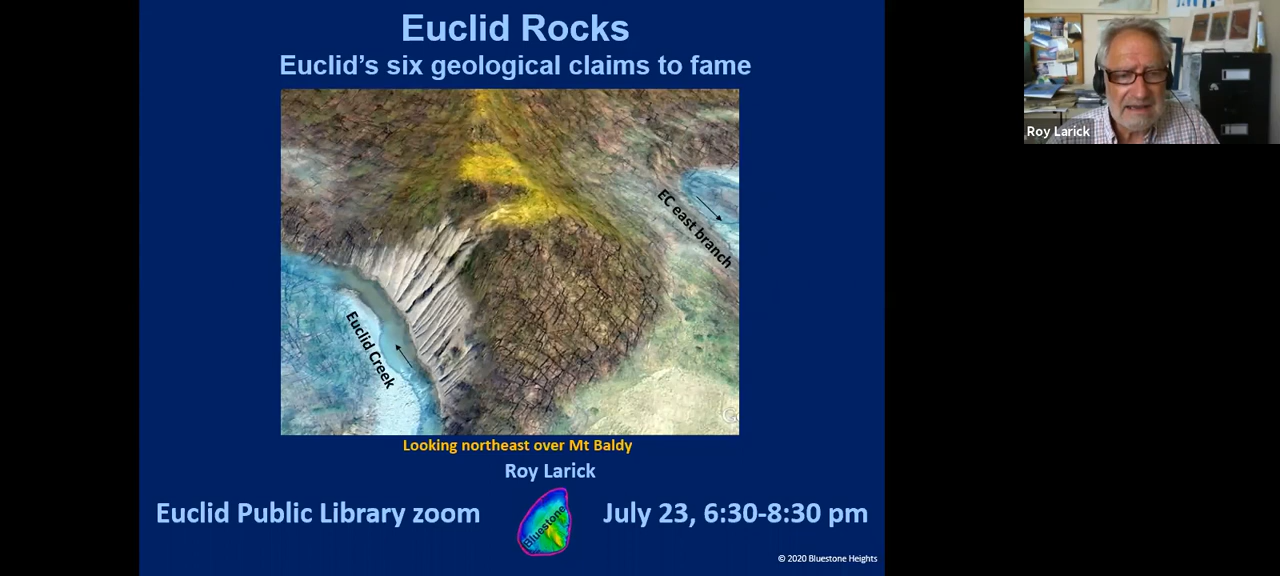 Euclid Rocks
Euclid's six geological claims to fame
EC east branch
Euclid Creek
Looking northeast over Mt Baldy
Roy Larick
Euclid Public Library zoom
Bluestone
July 23, 6:30-8:30 pm
© 2020 Bluestone Heights
Roy Larick